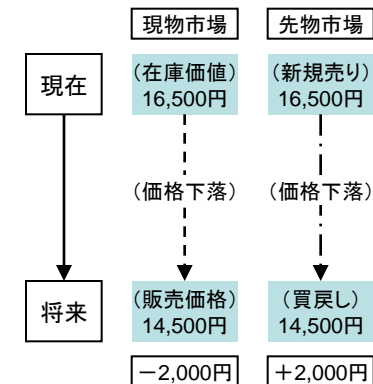 現物市場
先物市場
現在
（在庫価値）
16,500円
（新規売り）
16,500円
（価格下落）
（価格下落）
将来
（販売価格）
14,500円
（買戻し）
14,500円
－2,000円
＋2,000円